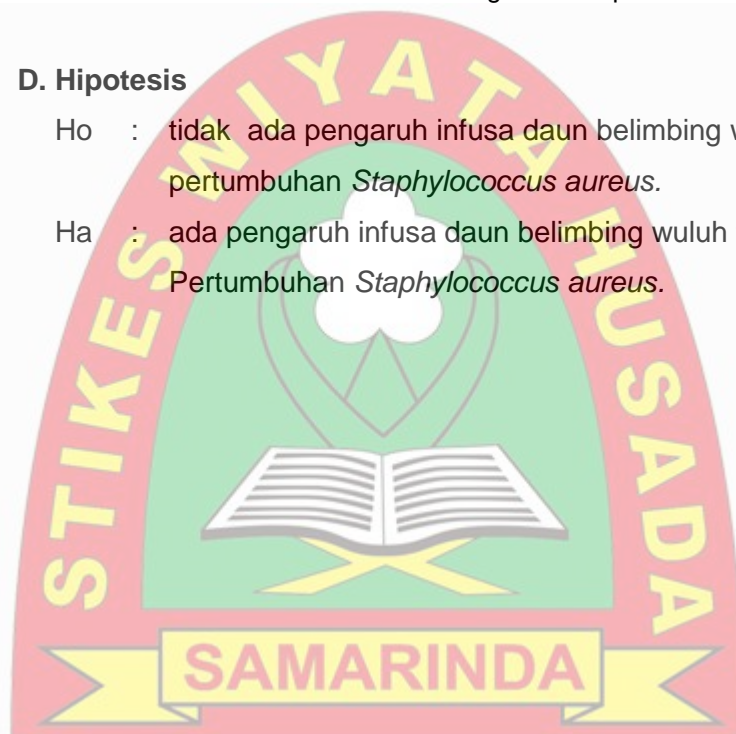 D. Hipotesis
Ho : tidak ada pengaruh infusa daun belimbing
pertumbuhan Staphylococcus aureus.
Ha : ada pengaruh infusa daun belimbing wuluh
Pertumbuhan Staphylococcus aureus.
STIKES WIYATA HUSADA
SAMARINDA